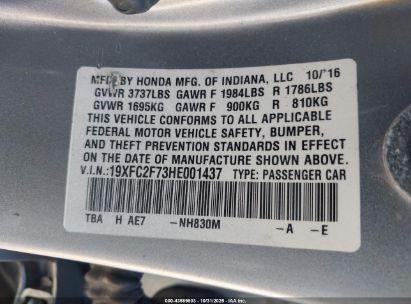 MFD BY HONDA MFG. OF INDIANA, LLC 10/'16
GVWR 3737LBS GAWR F 1984LBS R 1786LBS
GVWR 1695KG GAWR F 900KG R 810KG
THIS VEHICLE CONFORMS TO ALL APPLICABLE
FEDERAL MOTOR VEHICLE SAFETY, BUMPER,
AND THEFT PREVENTION STANDARDS IN EFFECT
ON THE DATE OF MANUFACTURE SHOWN ABOVE.
V.I.N.:19XFC2F73HE001437 TYPE: PASSENGER CAR
TBA H AE7 -NH830M -A -E